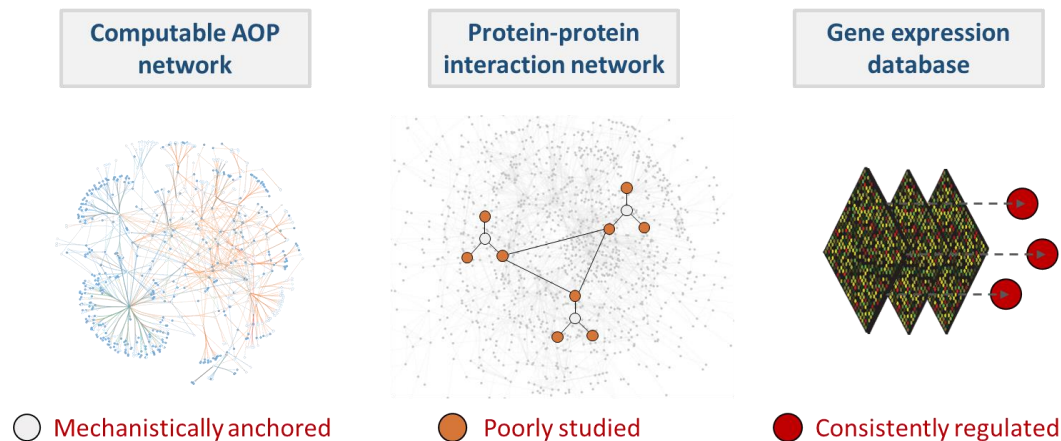 Computable AOP
network
Protein-protein
interaction network
Gene expression
database
Mechanistically anchored
Poorly studied
Consistently regulated